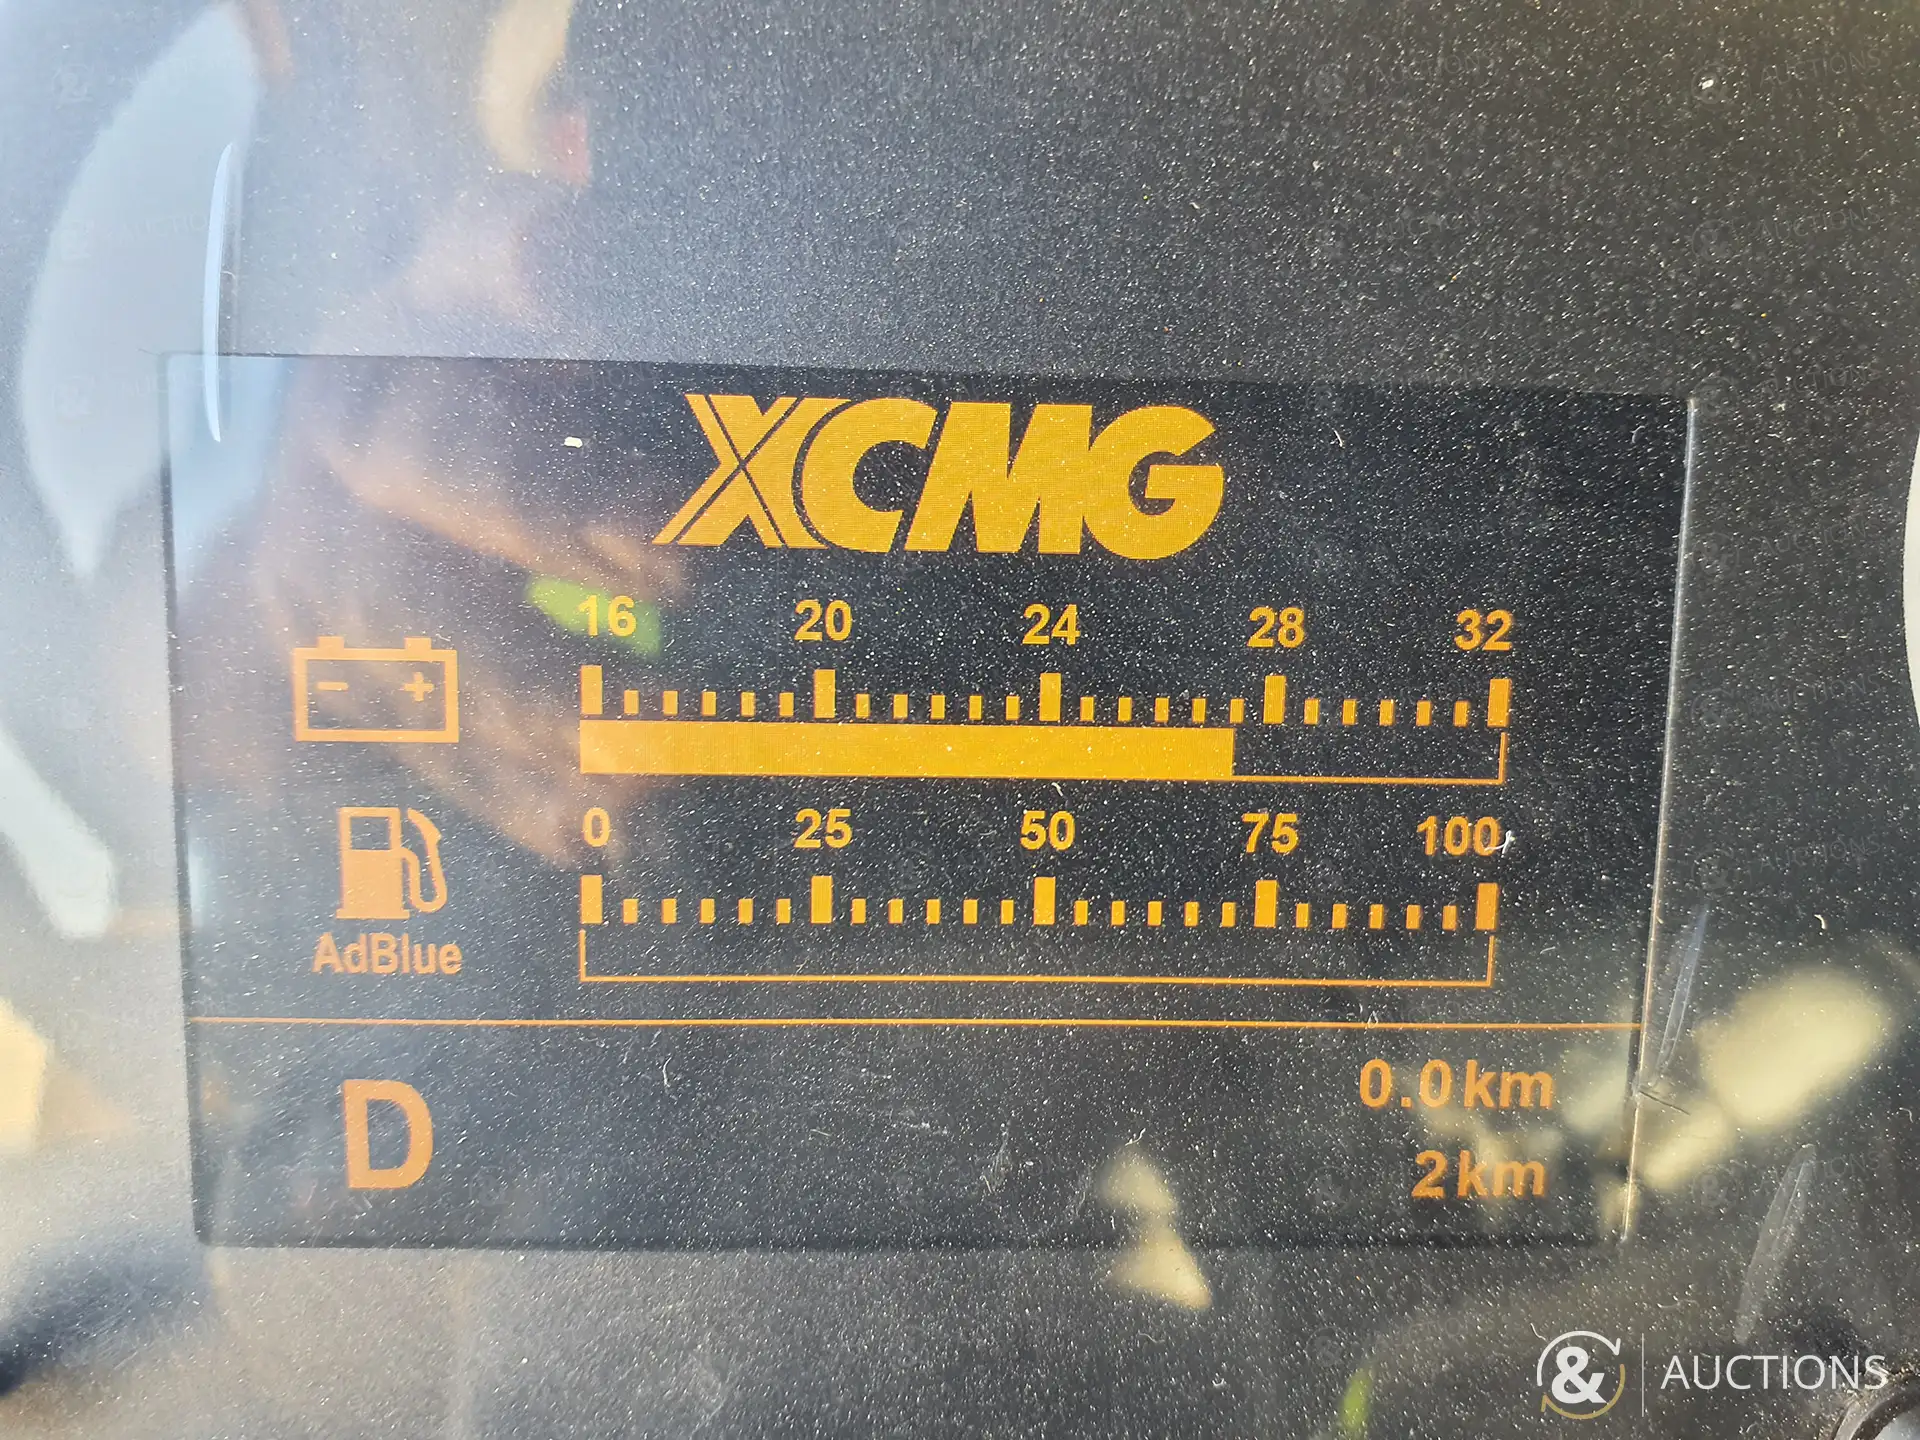 XCMG
16 20 24 28 32
- +
0 25 50 75 100
AdBlue
D
0.0km
2km
& AUCTIONS